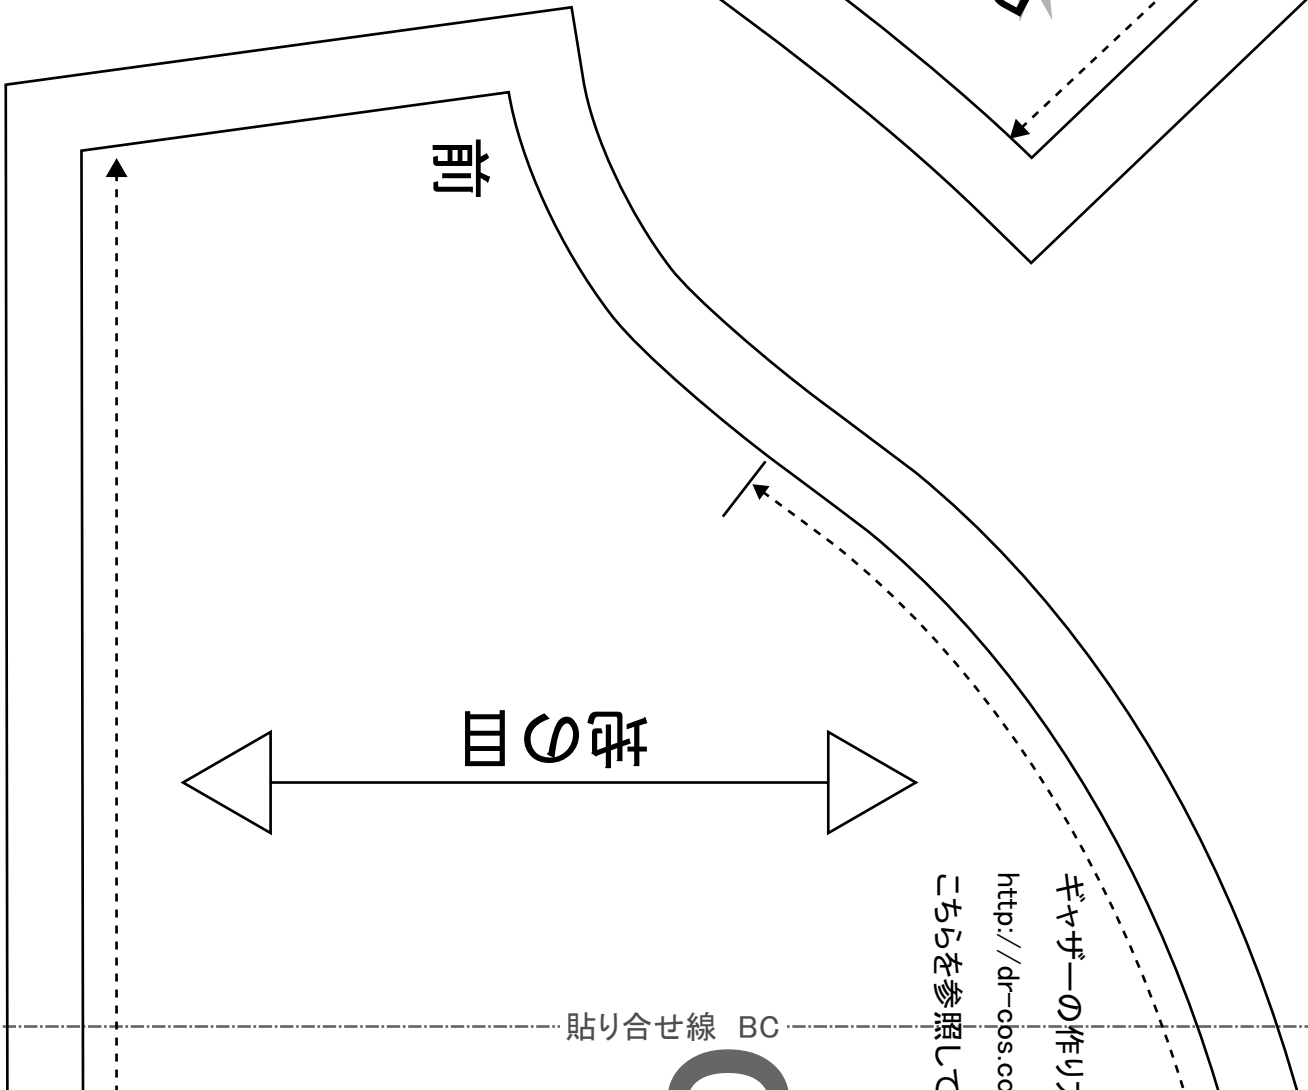 前
地の目
ギャザーの作り
http://dr-cos.co
こちらを参照して
貼り合せ線 BC